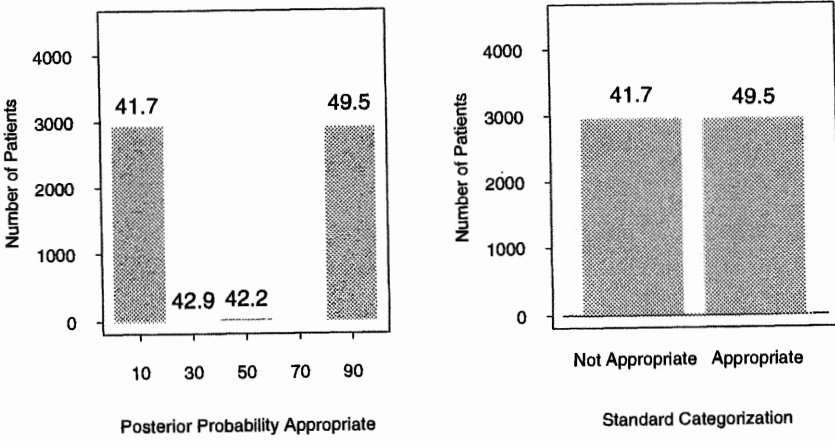 Number of Patients
4000
3000
2000
1000
0
41.7
42.9 42.2
49.5
10 30 50 70 90
Posterior Probability Appropriate
Number of Patients
4000
3000
2000
1000
0
41.7 49.5
Not Appropriate Appropriate
Standard Categorization